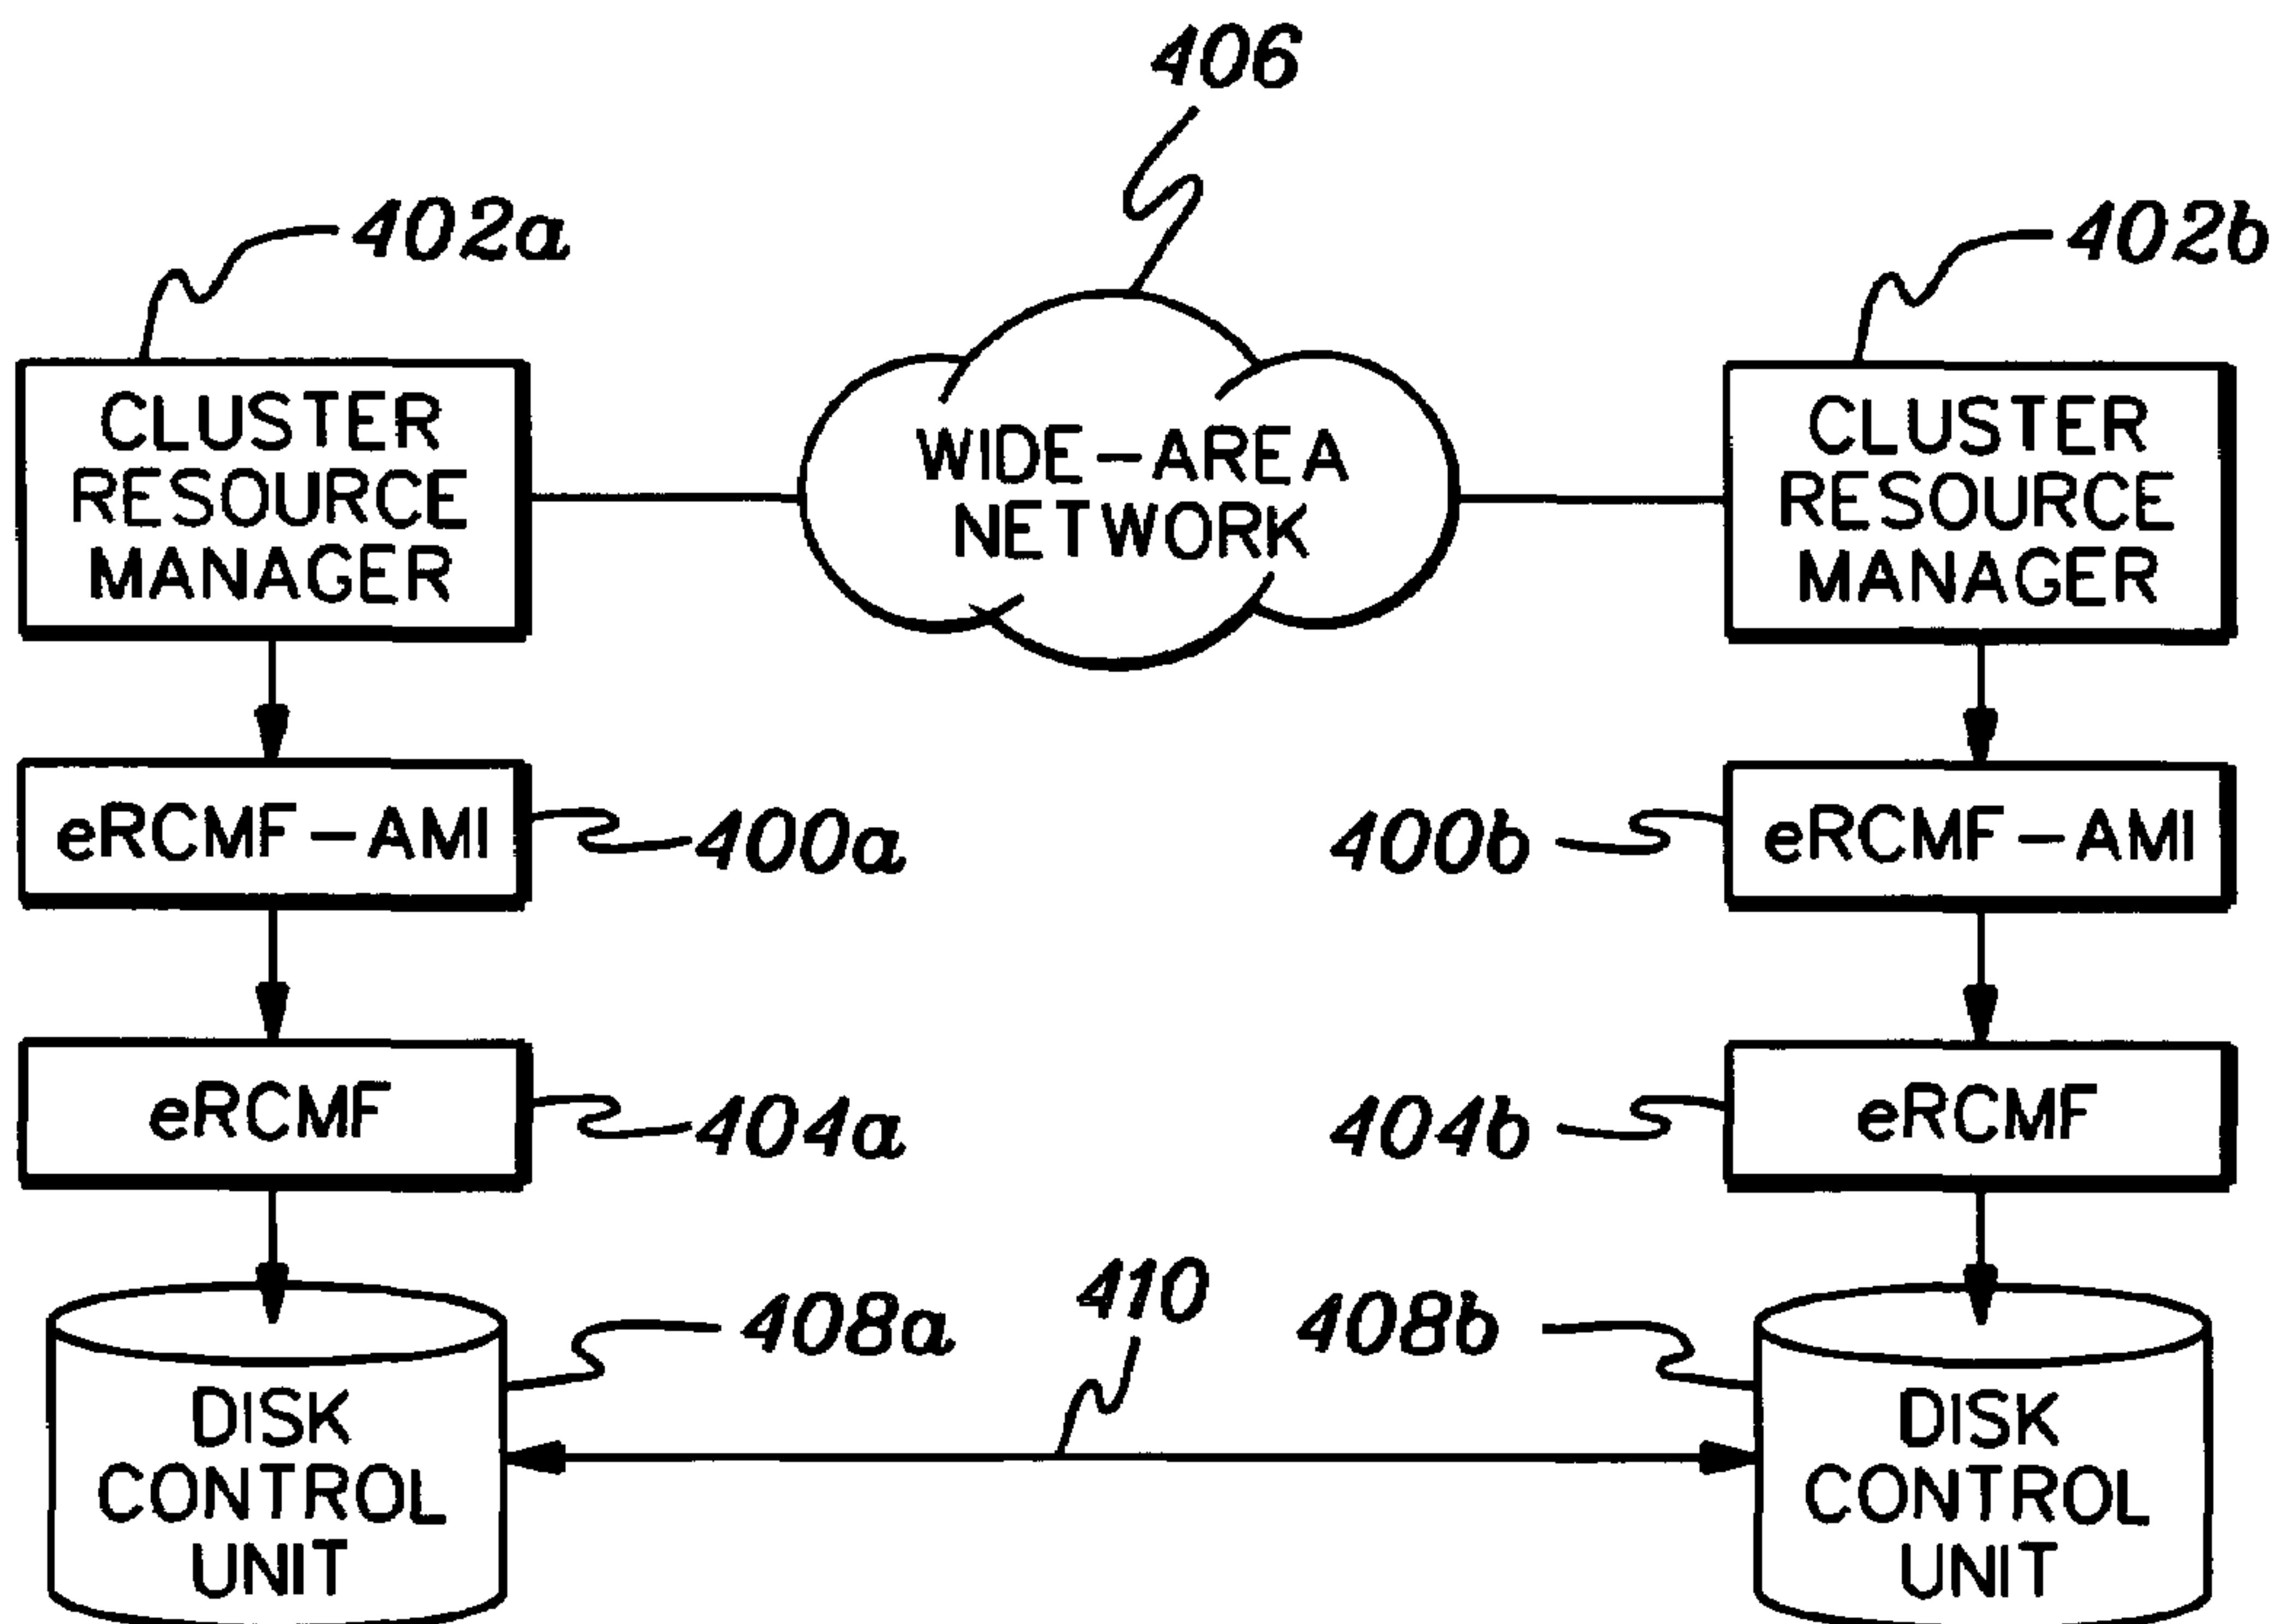 406
402a
402b
CLUSTER
RESOURCE
MANAGER
WIDE-AREA
NETWORK
CLUSTER
RESOURCE
MANAGER
eRCMF-AMI
400a
400b
eRCMF-AMI
eRCMF
404a
404b
eRCMF
408a
410
408b
DISK
CONTROL
UNIT
DISK
CONTROL
UNIT